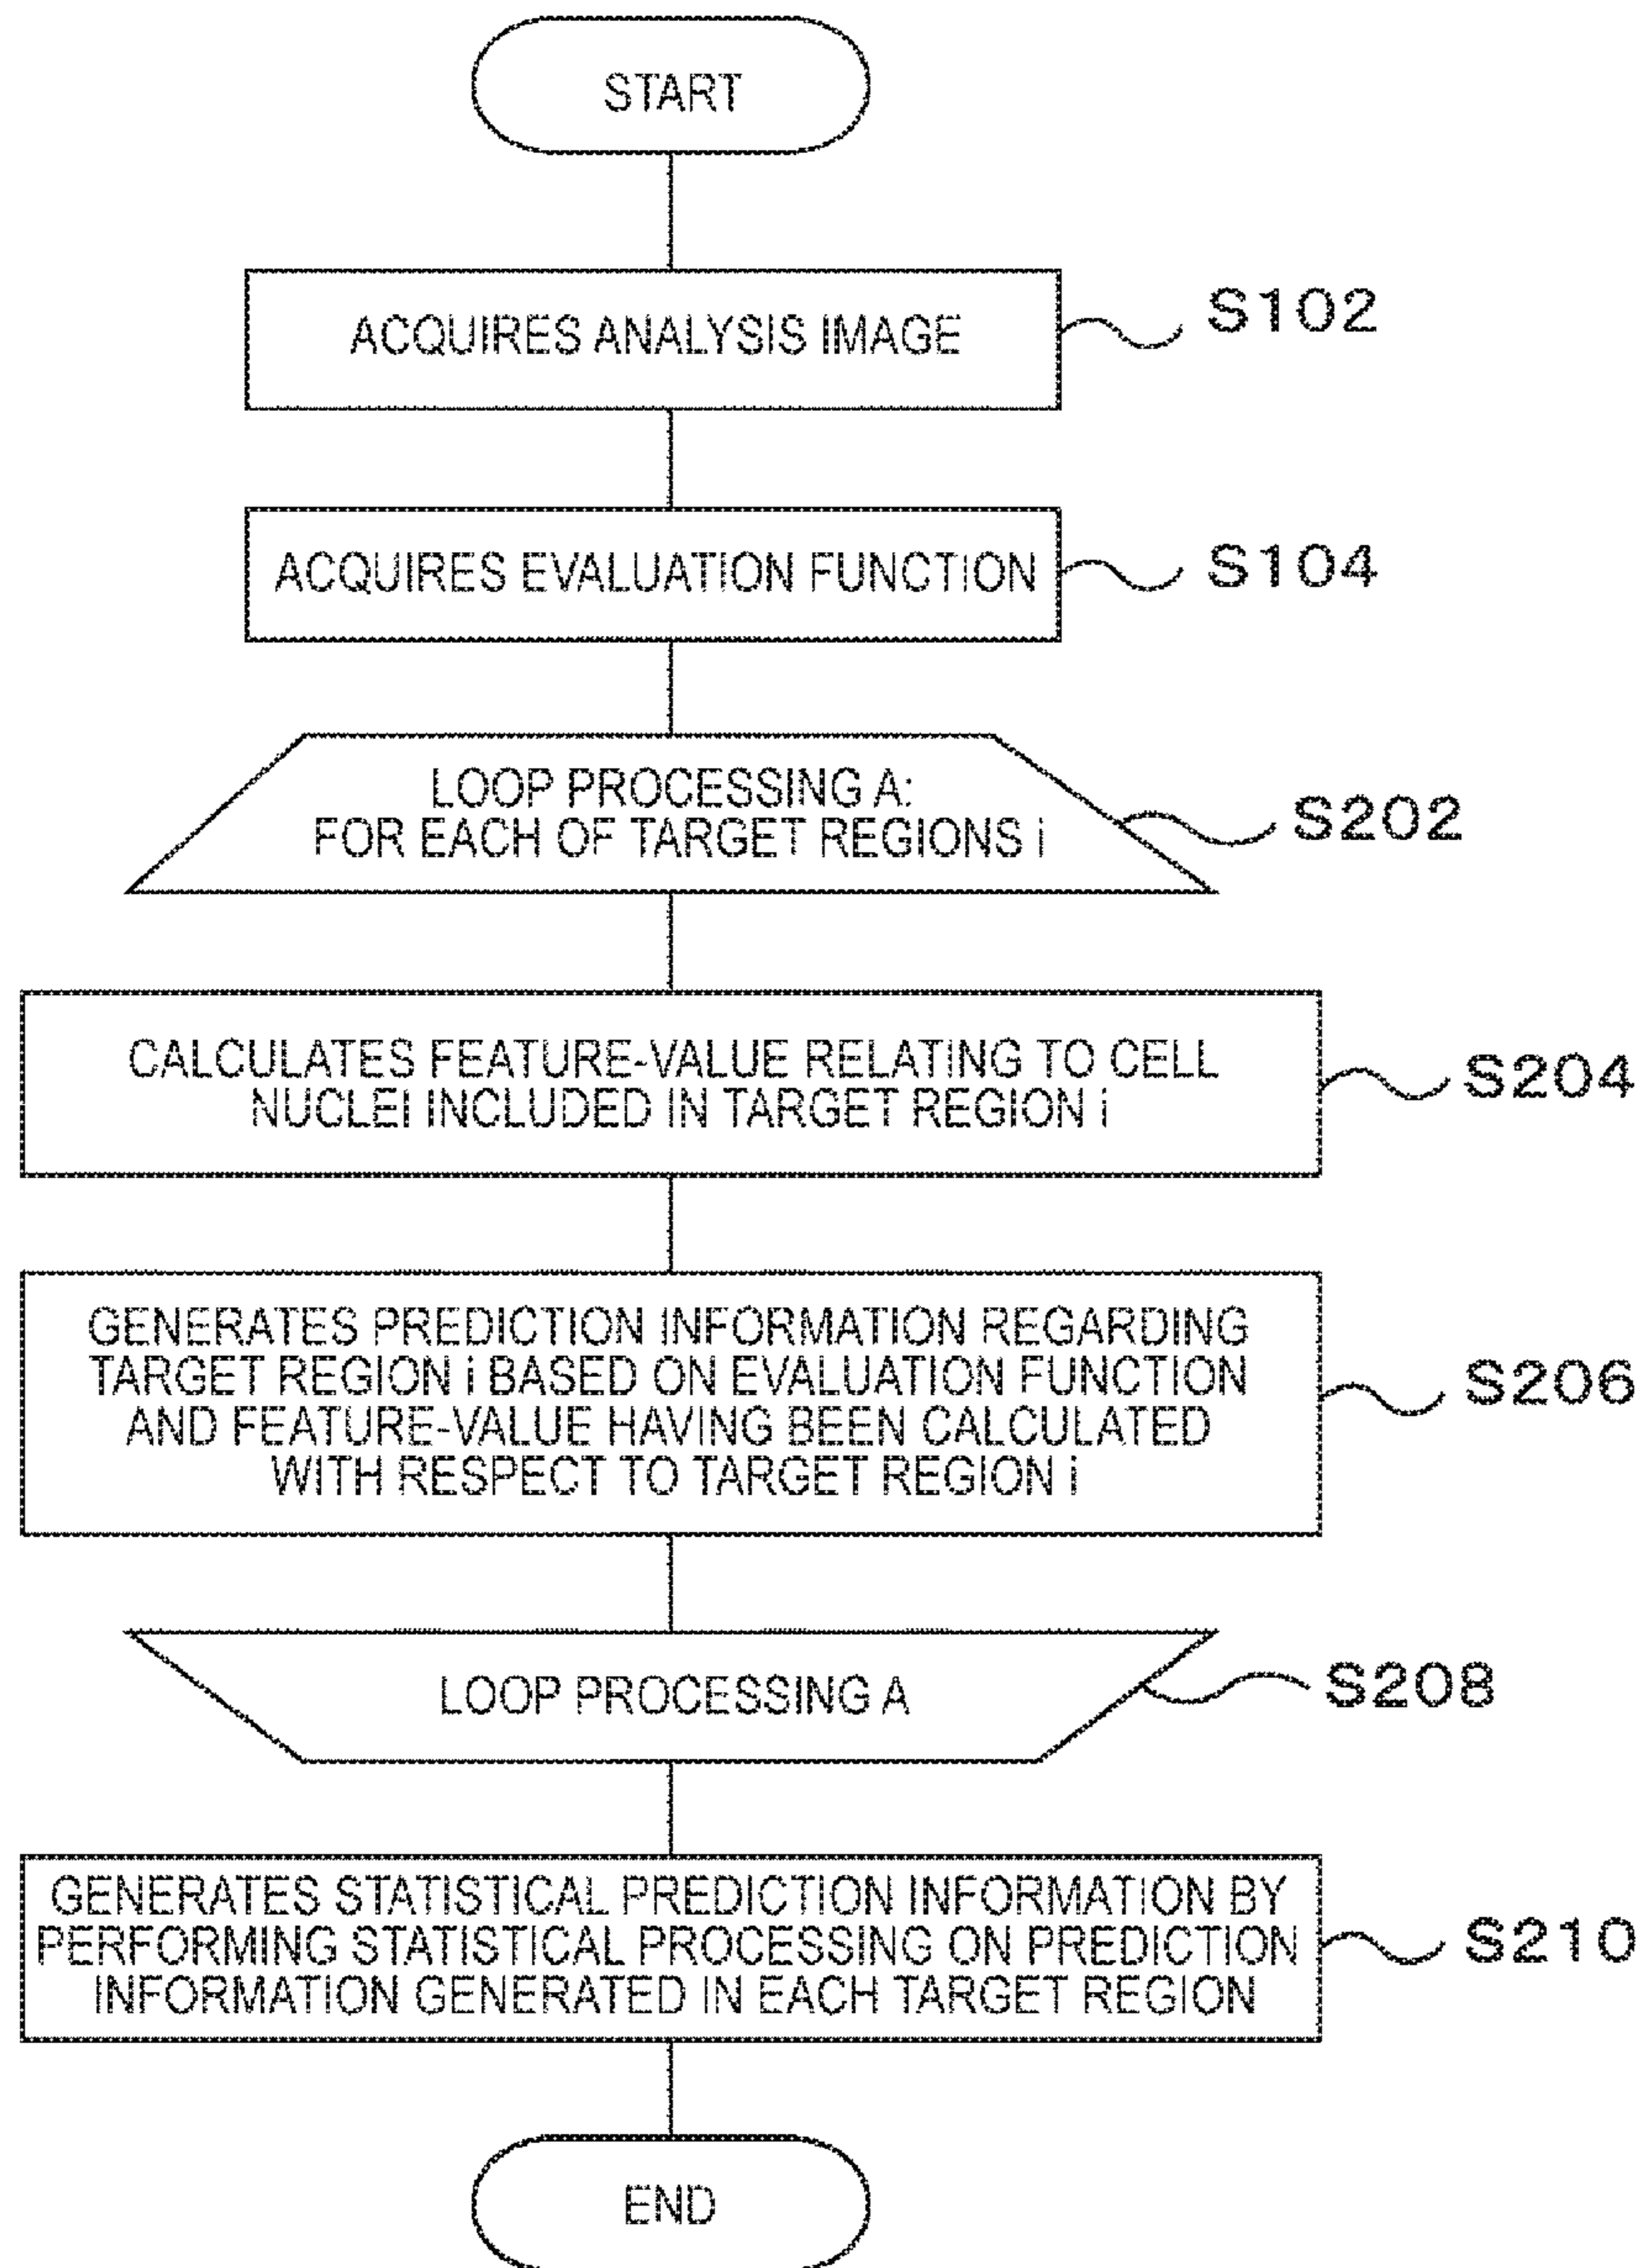 START
ACQUIRES ANALYSIS IMAGE
S102
ACQUIRES EVALUATION FUNCTION
S104
LOOP PROCESSING A:
FOR EACH OF TARGET REGIONS i
S202
CALCULATES FEATURE-VALUE RELATING TO CELL
NUCLEI INCLUDED IN TARGET REGION i
S204
GENERATES PREDICTION INFORMATION REGARDING
TARGET REGION i BASED ON EVALUATION FUNCTION
AND FEATURE-VALUE HAVING BEEN CALCULATED
WITH RESPECT TO TARGET REGION i
S206
LOOP PROCESSING A
S208
GENERATES STATISTICAL PREDICTION INFORMATION BY
PERFORMING STATISTICAL PROCESSING ON PREDICTION
INFORMATION GENERATED IN EACH TARGET REGION
S210
END